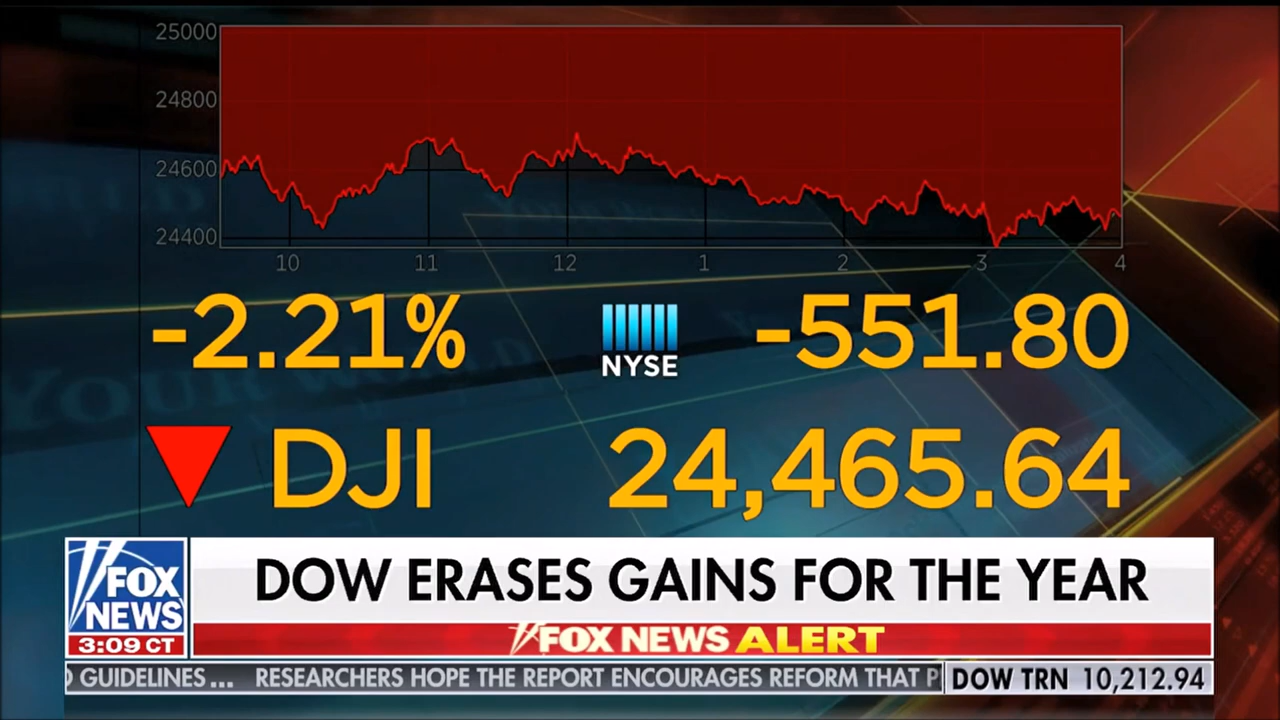 25000
24800
24600
24400
10 11 12 1 2 3 4
-2.21% NYSE -551.80
DJI 24,465.64
FOX
NEWS
3:09 CT
DOW ERASES GAINS FOR THE YEAR
FOX NEWS ALERT
GUIDELINES... RESEARCHERS HOPE THE REPORT ENCOURAGES REFORM THAT
DOW TRN 10,212.94
YOUR WORLD